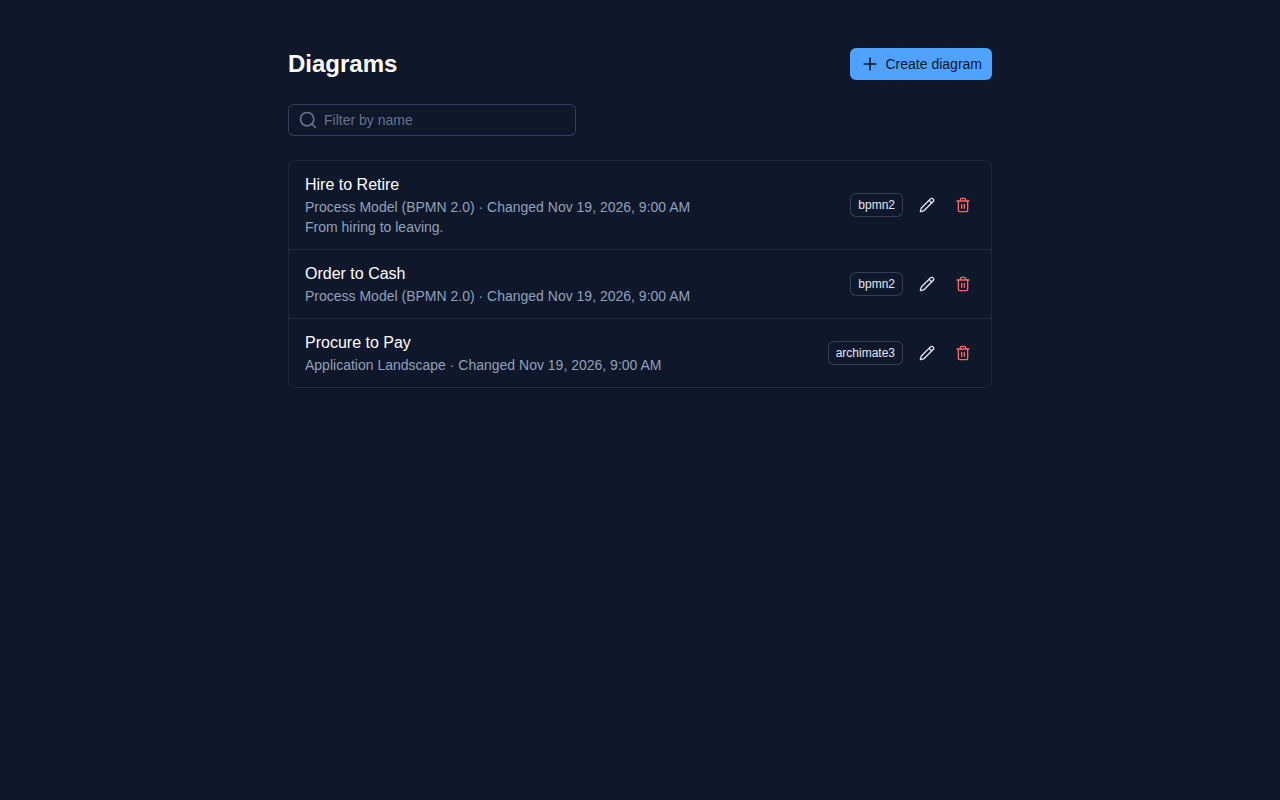 Diagrams
Create diagram
Filter by name
Hire to Retire
Process Model (BPMN 2.0) · Changed Nov 19, 2026, 9:00 AM
From hiring to leaving.
bpmn2
Order to Cash
Process Model (BPMN 2.0) · Changed Nov 19, 2026, 9:00 AM
bpmn2
Procure to Pay
Application Landscape · Changed Nov 19, 2026, 9:00 AM
archimate3